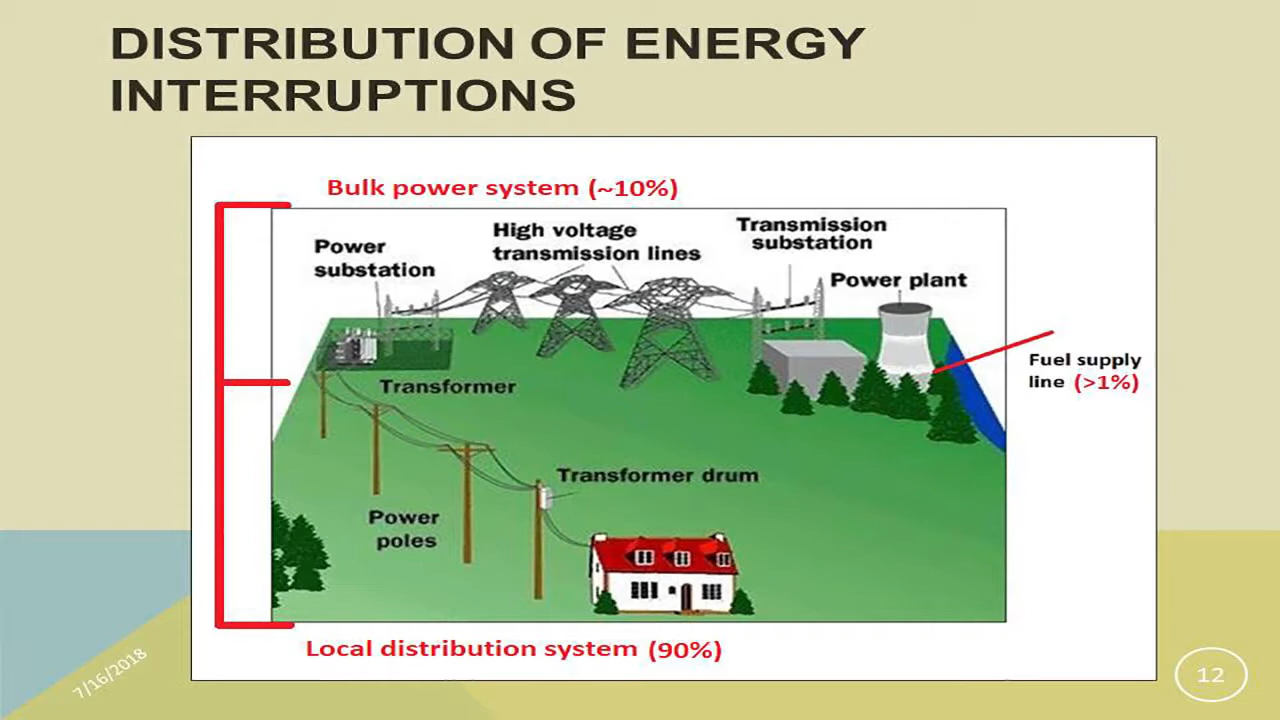 DISTRIBUTION OF ENERGY
INTERRUPTIONS
Bulk power system (~10%)
Power
substation
High voltage
transmission lines
Transmission
substation
Power plant
Fuel supply
line (>1%)
Transformer
Transformer drum
Power
poles
Local distribution system (90%)
7/16/2018
12